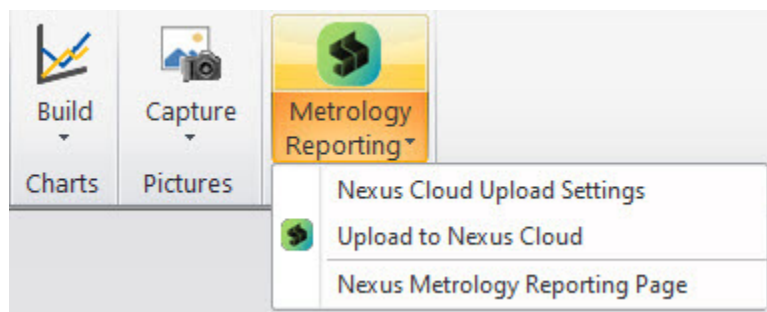 Build
Capture
Metrology
Reporting
Charts
Pictures
Nexus Cloud Upload Settings
Upload to Nexus Cloud
Nexus Metrology Reporting Page